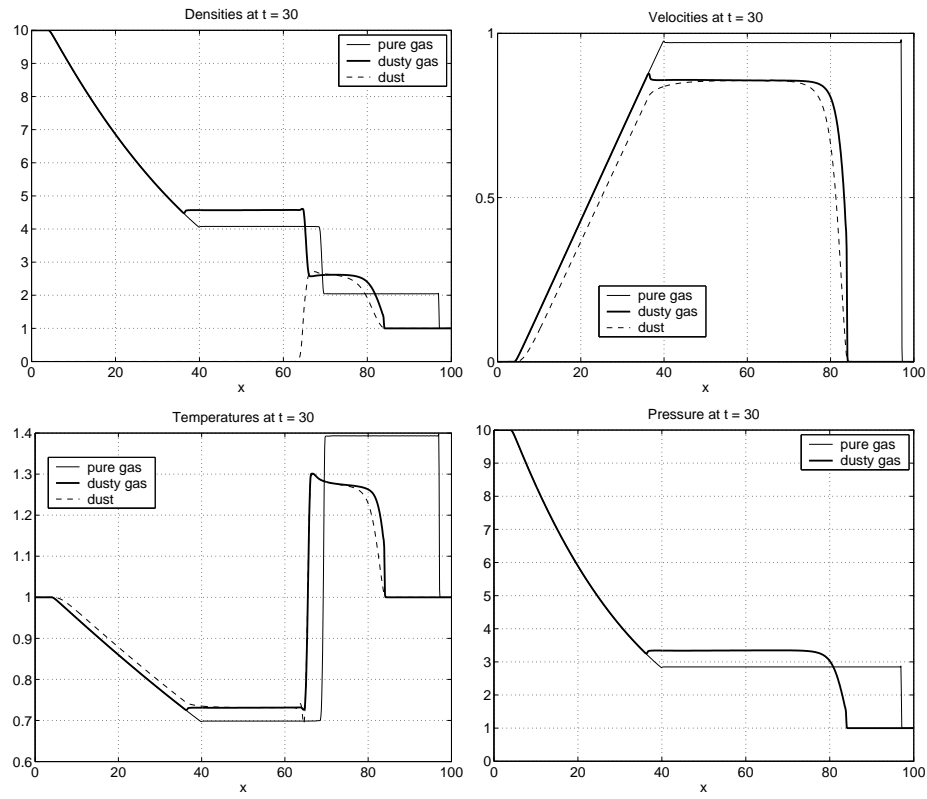 Densities at t = 30
10
9
8
7
6
5
4
3
2
1
0
0 20 40 60 80 100
x
pure gas
dusty gas
dust
Velocities at t = 30
1
0.5
0
0 20 40 60 80 100
x
pure gas
dusty gas
dust
Temperatures at t = 30
1.4
1.3
1.2
1.1
1
0.9
0.8
0.7
0.6
0 20 40 60 80 100
x
pure gas
dusty gas
dust
Pressure at t = 30
10
9
8
7
6
5
4
3
2
1
0
0 20 40 60 80 100
x
pure gas
dusty gas